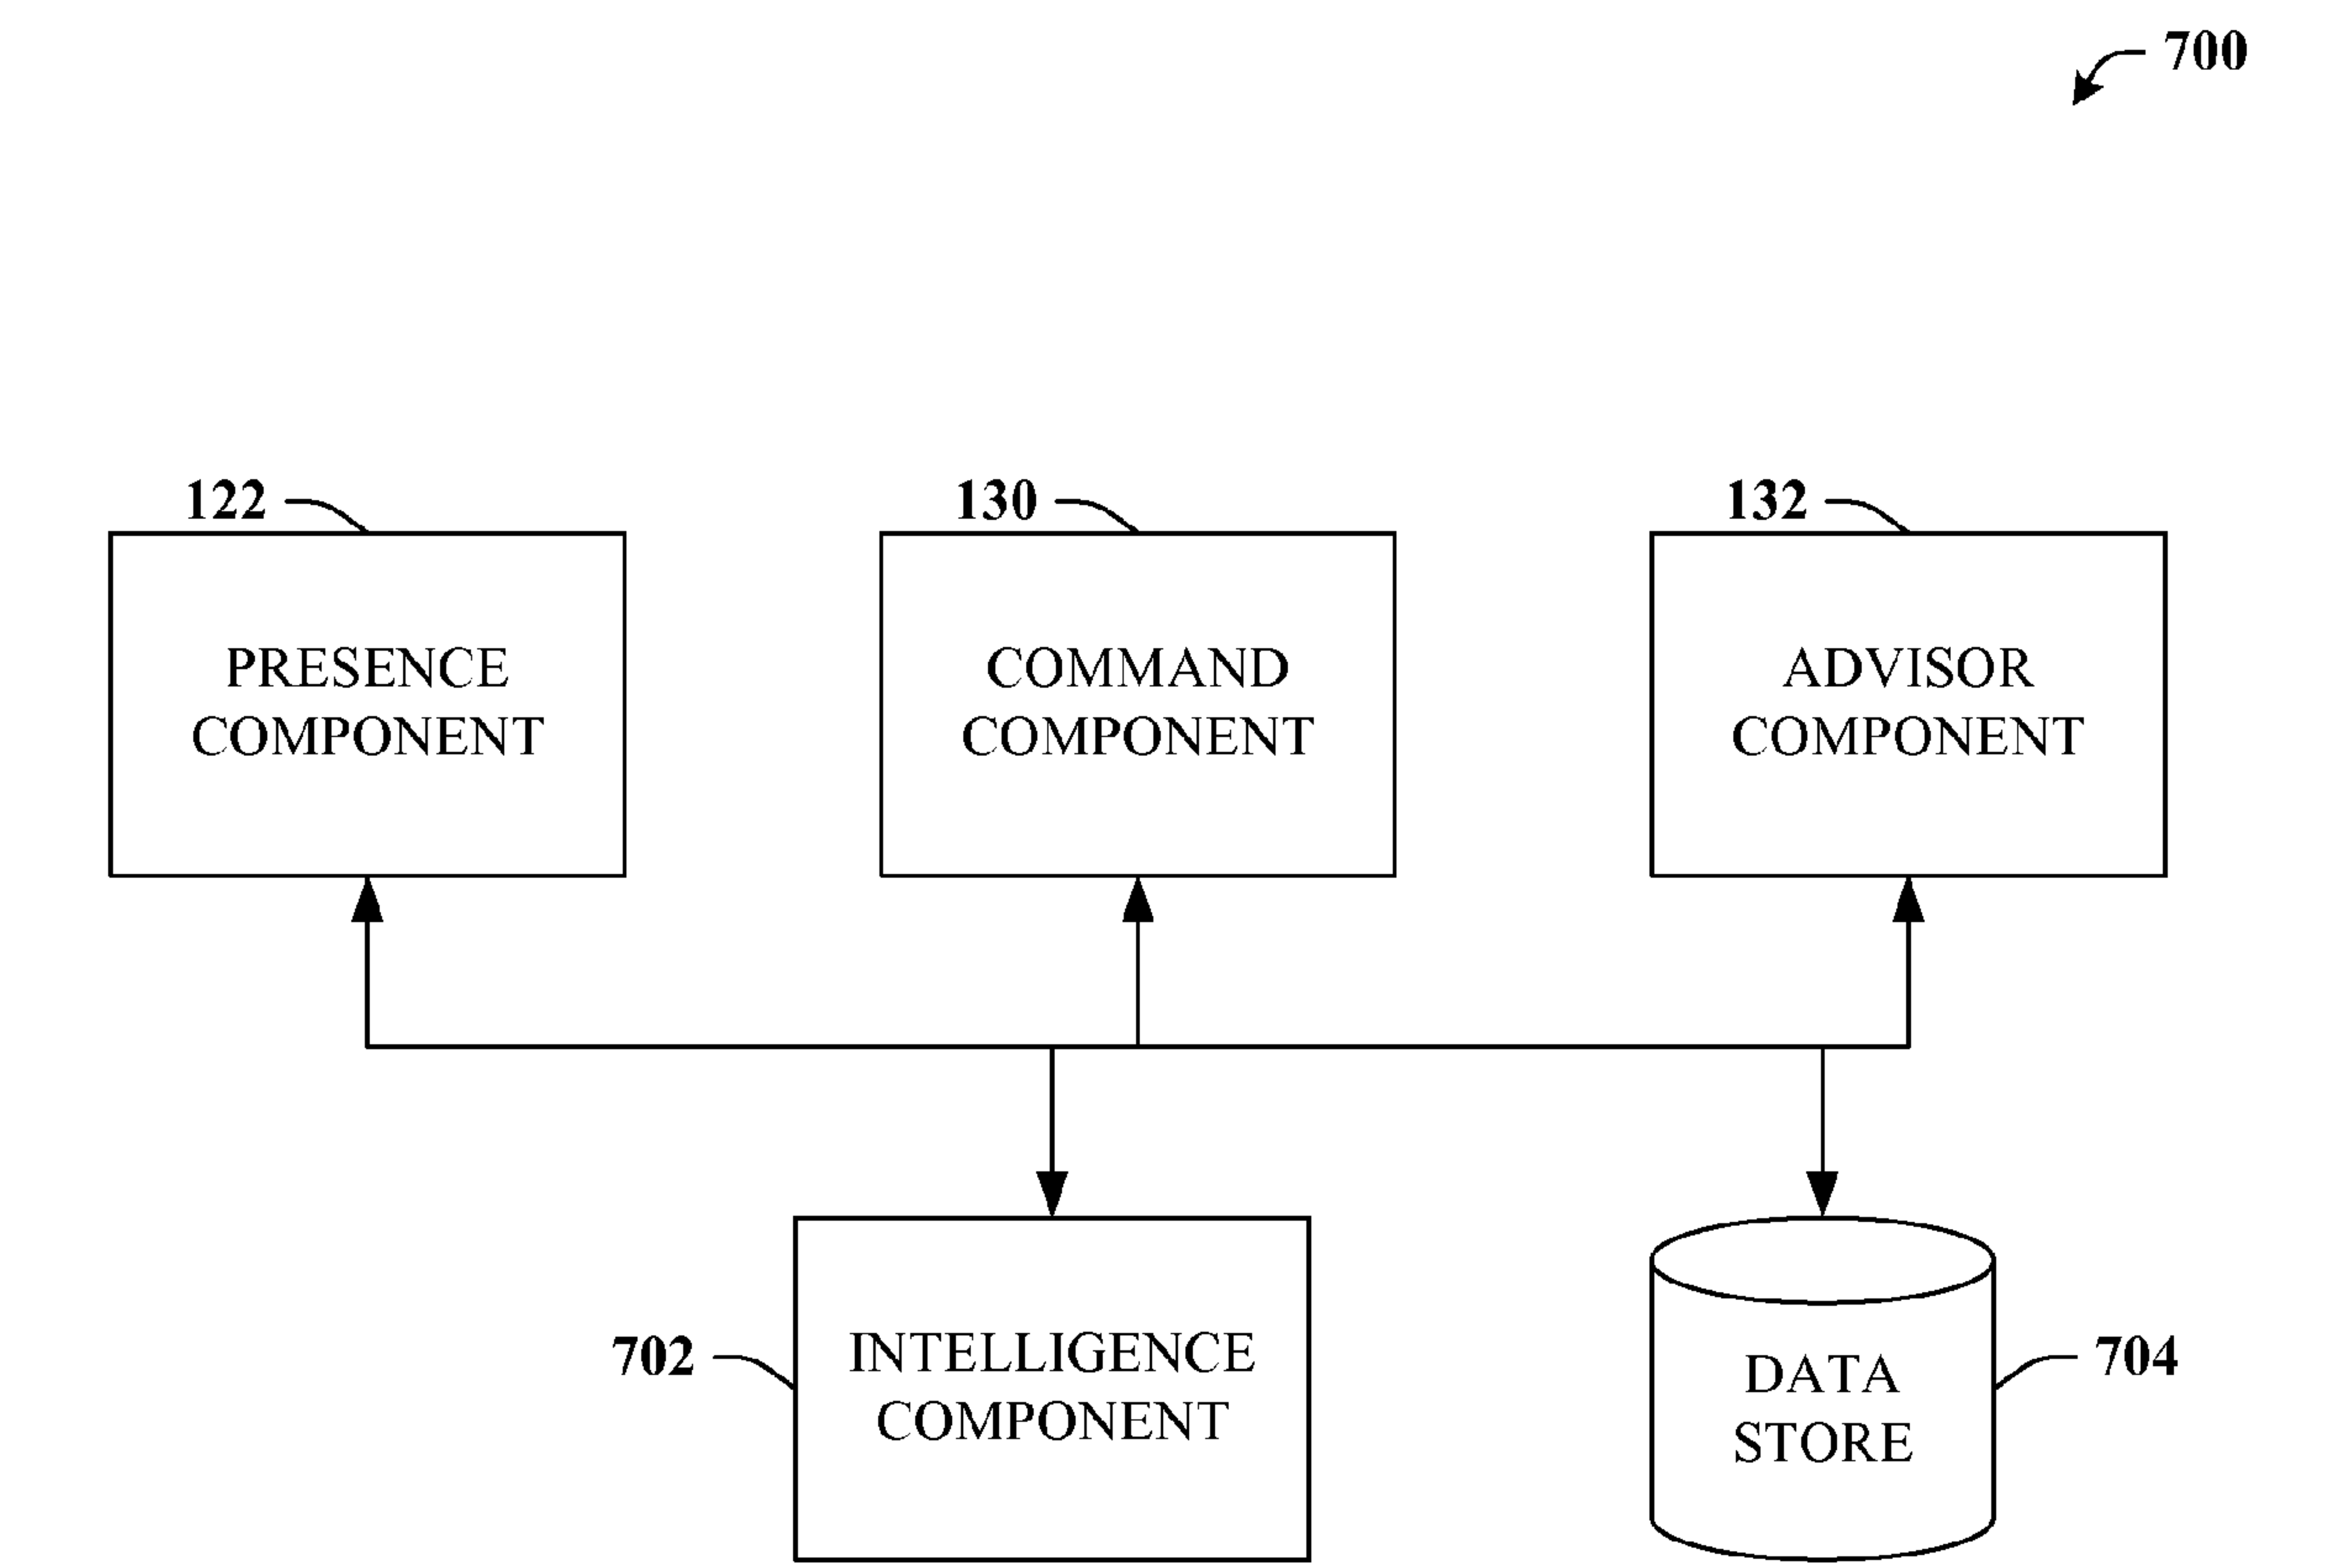 700
122
130
132
PRESENCE
COMPONENT
COMMAND
COMPONENT
ADVISOR
COMPONENT
702
INTELLIGENCE
COMPONENT
DATA
STORE
704